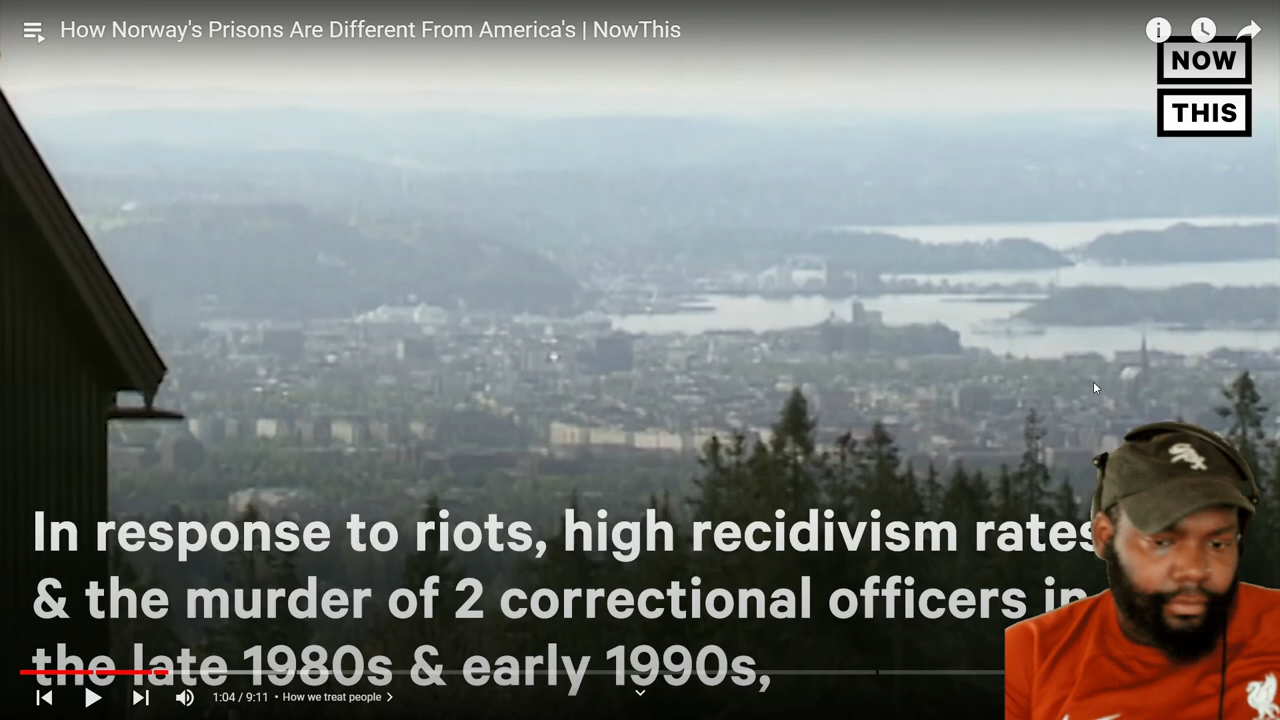 How Norway's Prisons Are Different From America's | NowThis
NOW
THIS
In response to riots, high recidivism rates
& the murder of 2 correctional officers in
the late 1980s & early 1990s,
1:04 / 9:11 • How we treat people >